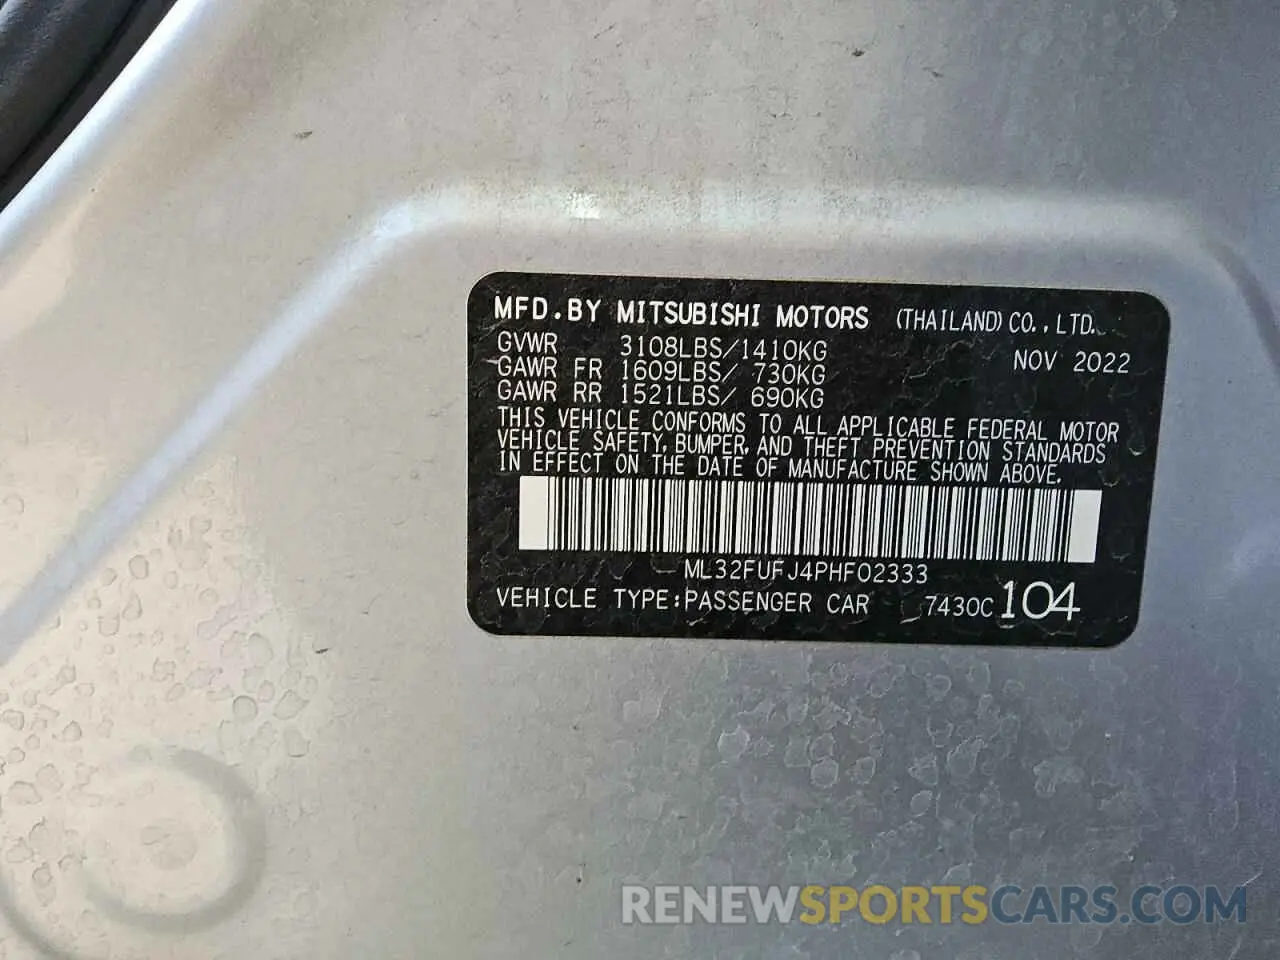 MFD.BY MITSUBISHI MOTORS (THAILAND)CO.,LTD.
GVWR 3108LBS/1410KG NOV 2022
GAWR FR 1609LBS/ 730KG
GAWR RR 1521LBS/ 690KG
THIS VEHICLE CONFORMS TO ALL APPLICABLE FEDERAL MOTOR
VEHICLE SAFETY, BUMPER, AND THEFT PREVENTION STANDARDS
IN EFFECT ON THE DATE OF MANUFACTURE SHOWN ABOVE.
ML32FUFJ4PHF02333
VEHICLE TYPE:PASSENGER CAR 7430C 104
RENEWSPORTSCARS.COM